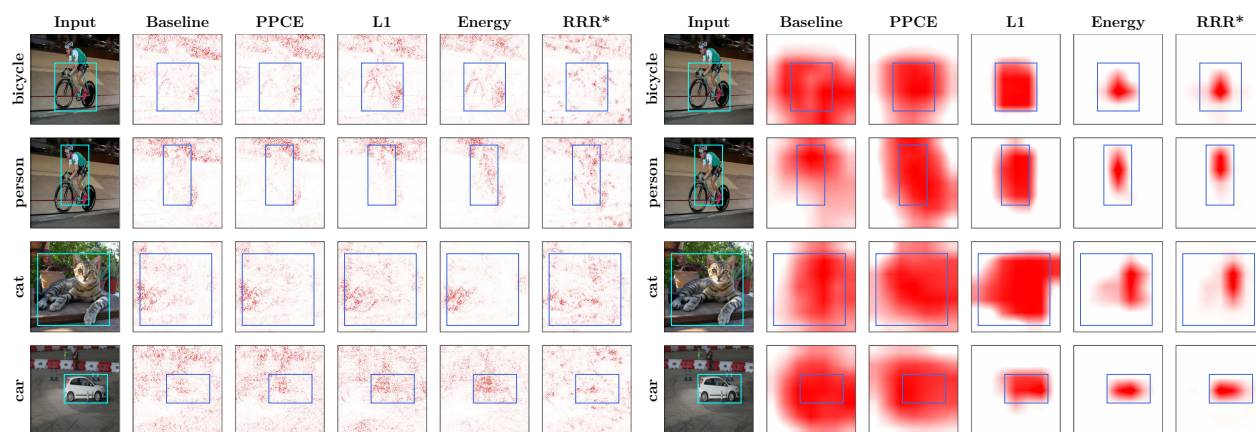 Input Baseline PPCE L1 Energy RRR* Input Baseline PPCE L1 Energy RRR*
bicycle bicycle
person person
cat cat
car car